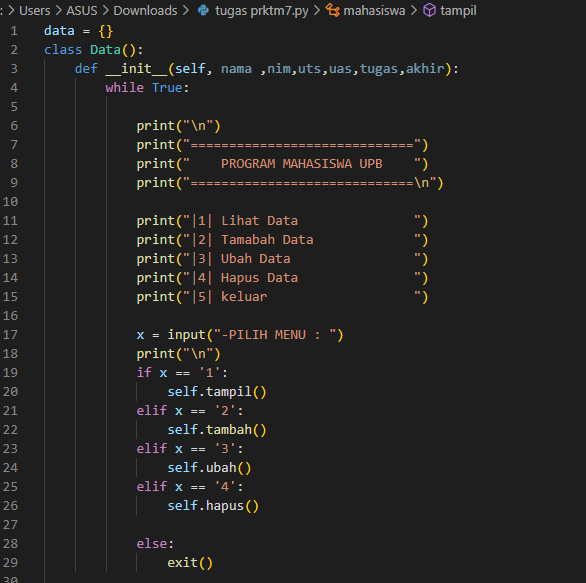 : > Users > ASUS > Downloads > tugas prktm7.py > mahasiswa > tampil
1 data = {}
2 class Data():
3     def __init__(self, nama ,nim,uts,uas,tugas,akhir):
4         while True:
5
6             print("\n")
7             print("=============================")
8             print("    PROGRAM MAHASISWA UPB    ")
9             print("=============================\n")
10
11             print("|1| Lihat Data               ")
12             print("|2| Tamabah Data             ")
13             print("|3| Ubah Data                ")
14             print("|4| Hapus Data               ")
15             print("|5| keluar                   ")
16
17             x = input("-PILIH MENU : ")
18             print("\n")
19             if x == '1':
20                 self.tampil()
21             elif x == '2':
22                 self.tambah()
23             elif x == '3':
24                 self.ubah()
25             elif x == '4':
26                 self.hapus()
27
28             else:
29                 exit()
30